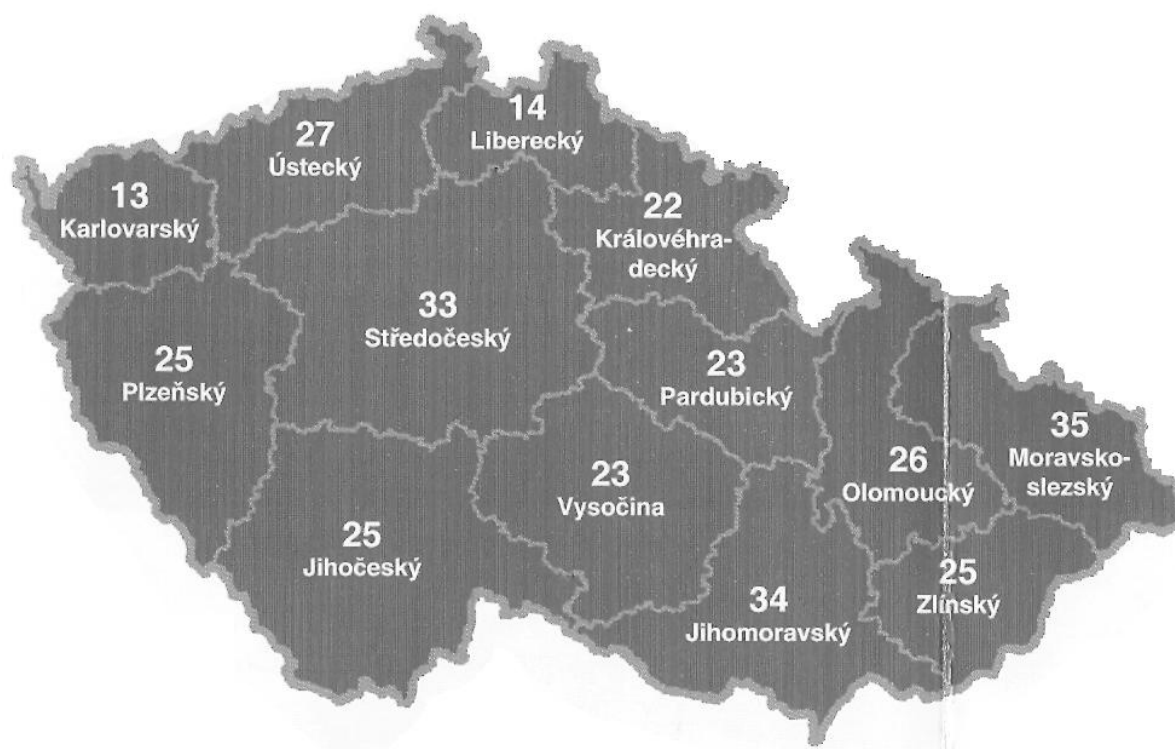 14
Liberecký
27
Ústecký
13
Karlovarský
22
Královéhra-
decký
33
Středočeský
25
Plzeňský
23
Pardubický
35
Moravsko-
slezský
26
Olomoucký
23
Vysočina
25
Jihočeský
25
Zlínský
34
Jihomoravský